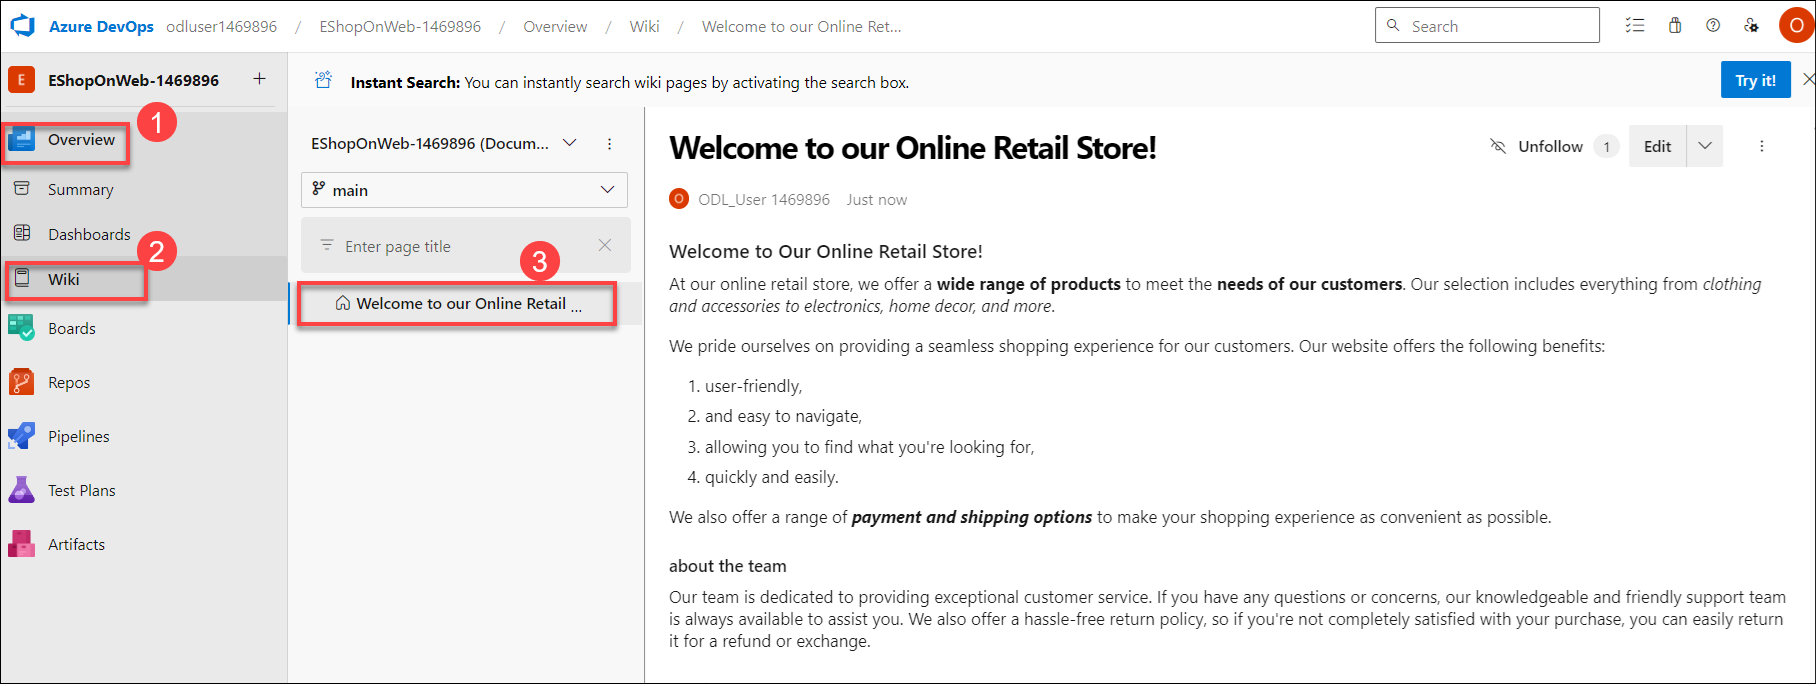 Azure DevOps odluser1469896 / EShopOnWeb-1469896 / Overview / Wiki / Welcome to our Online Ret...
Search
O
E EShopOnWeb-1469896 +
Instant Search: You can instantly search wiki pages by activating the search box.
Try it!
1
Overview
Summary
Dashboards
2
Wiki
Boards
Repos
Pipelines
Test Plans
Artifacts
EShopOnWeb-1469896 (Docum...
main
Enter page title
3
Welcome to our Online Retail ...
Welcome to our Online Retail Store!
Unfollow 1
Edit
O ODL_User 1469896 Just now
Welcome to Our Online Retail Store!
At our online retail store, we offer a wide range of products to meet the needs of our customers. Our selection includes everything from clothing
and accessories to electronics, home decor, and more.
We pride ourselves on providing a seamless shopping experience for our customers. Our website offers the following benefits:
1. user-friendly,
2. and easy to navigate,
3. allowing you to find what you're looking for,
4. quickly and easily.
We also offer a range of payment and shipping options to make your shopping experience as convenient as possible.
about the team
Our team is dedicated to providing exceptional customer service. If you have any questions or concerns, our knowledgeable and friendly support team
is always available to assist you. We also offer a hassle-free return policy, so if you're not completely satisfied with your purchase, you can easily return
it for a refund or exchange.